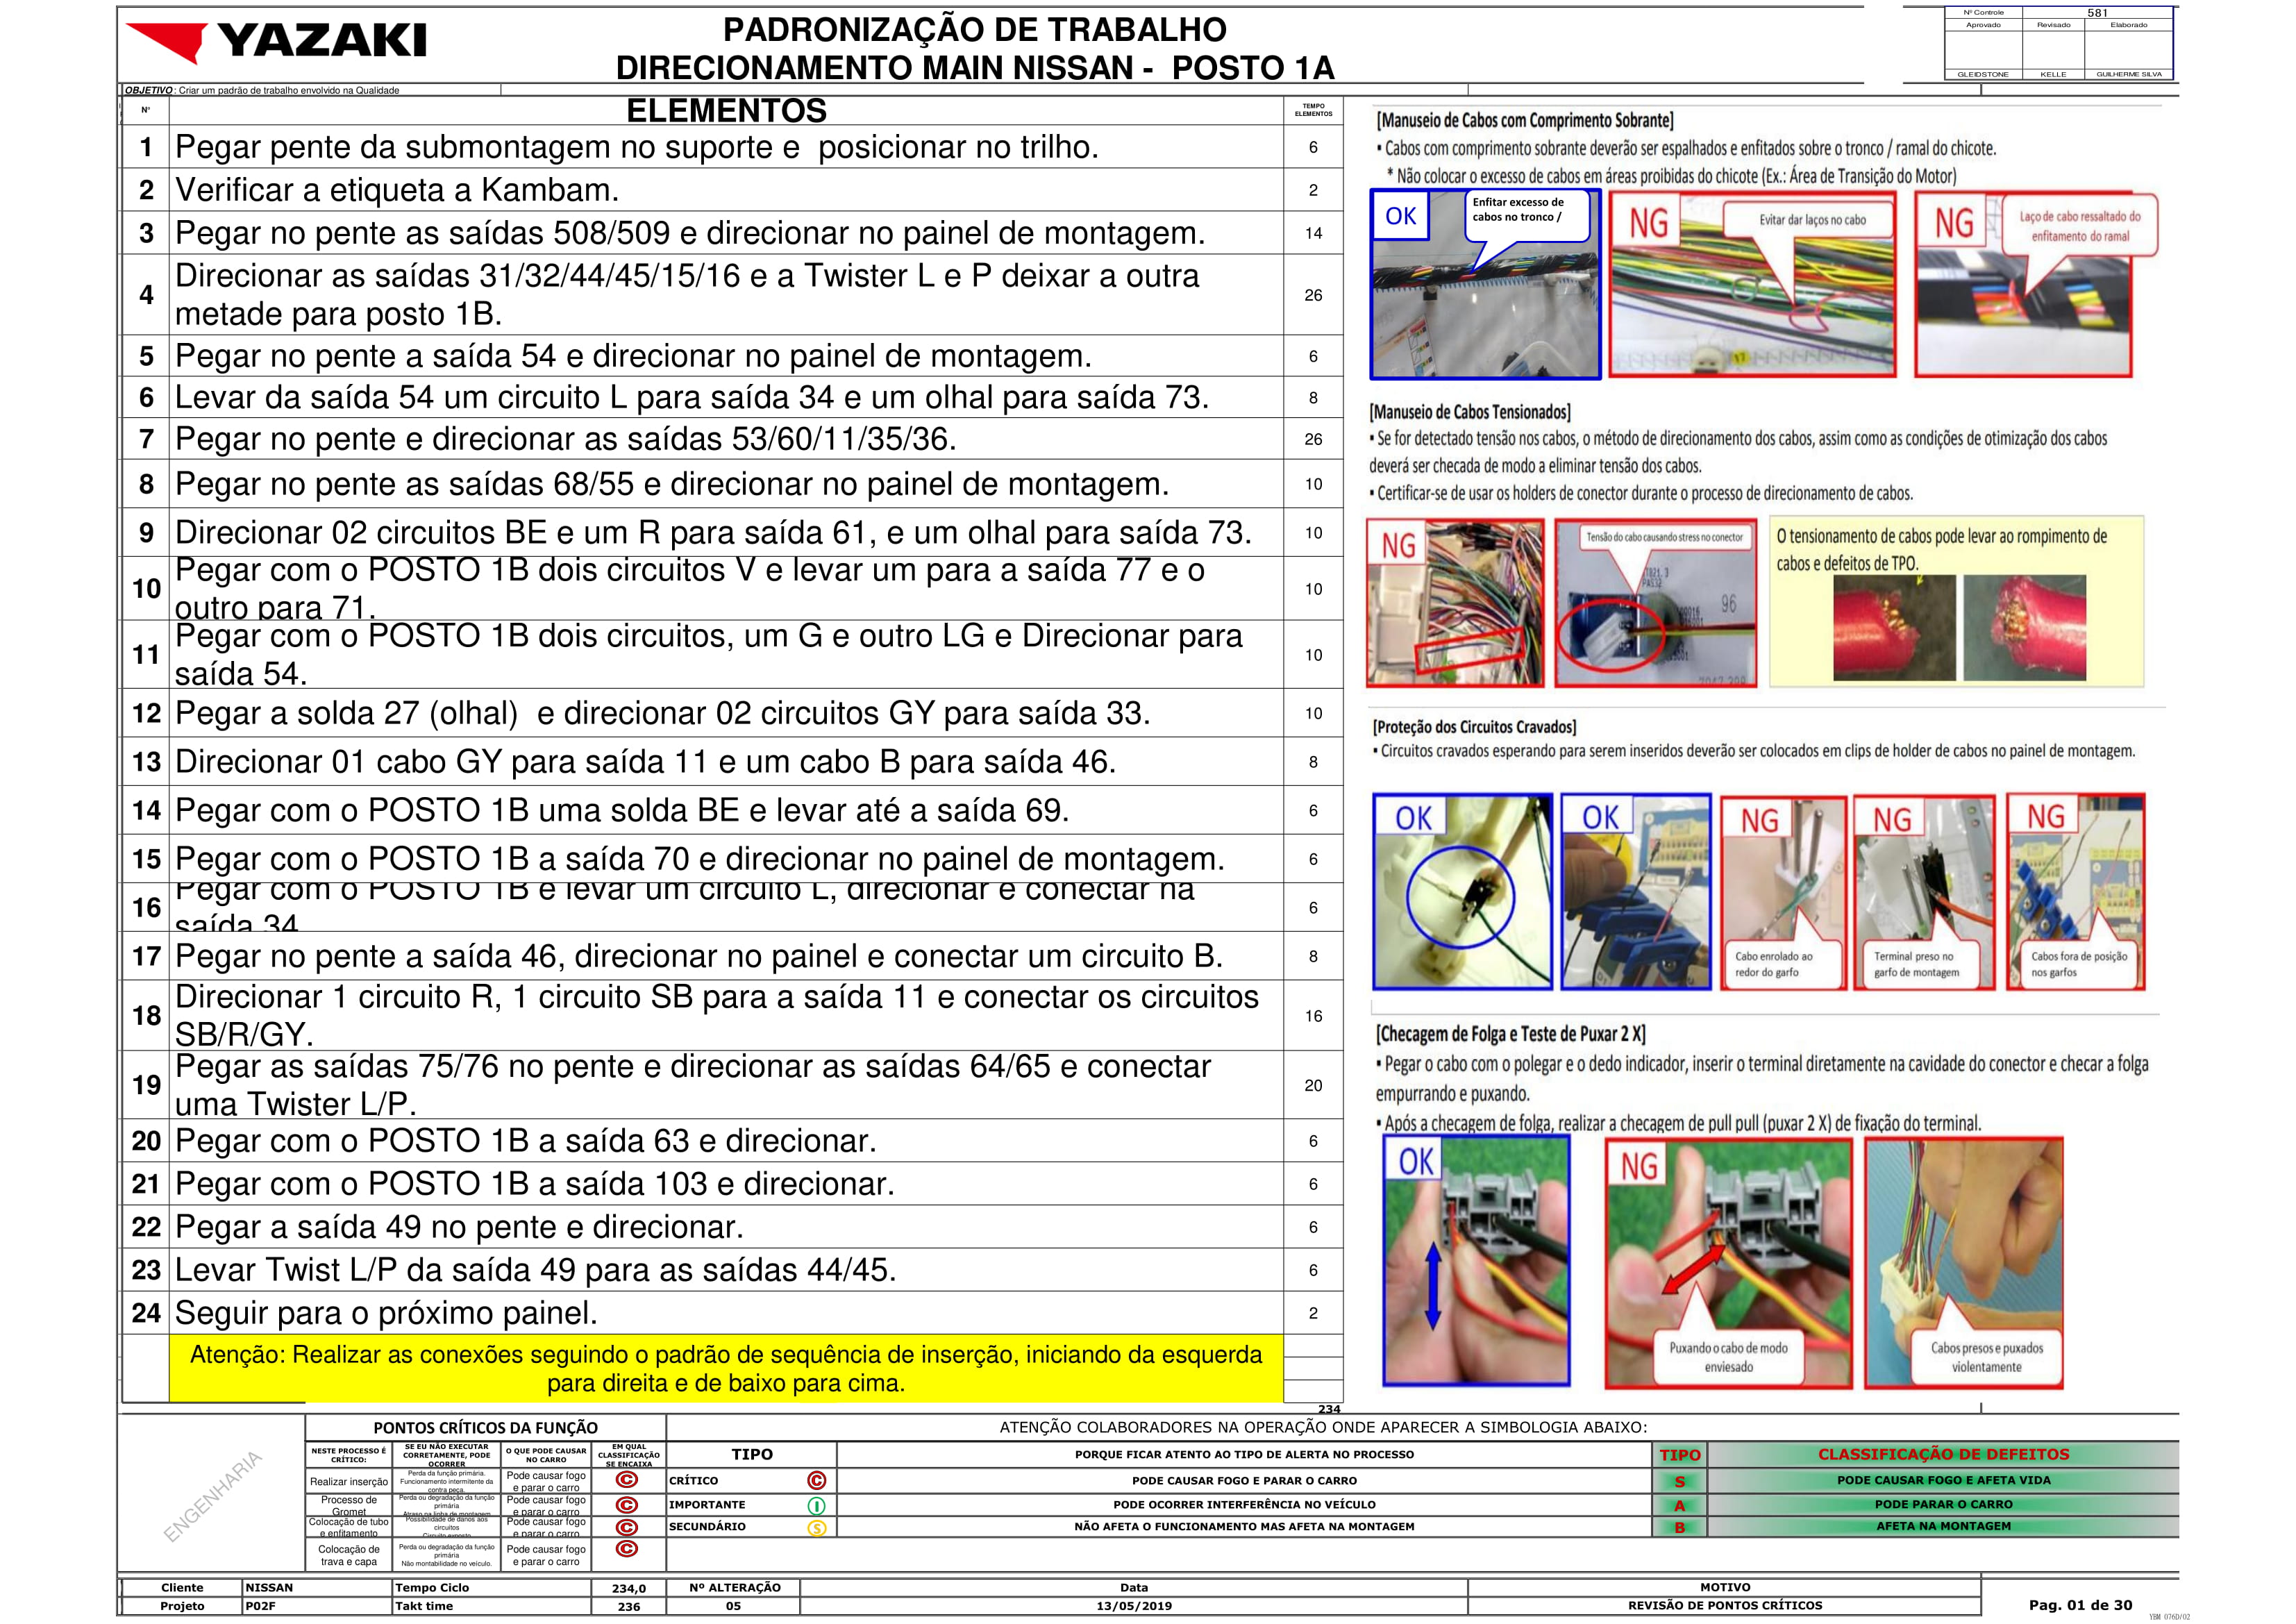 YAZAKI
PADRONIZAÇÃO DE TRABALHO
DIRECIONAMENTO MAIN NISSAN - POSTO 1A
Nº Controle 581
Aprovado Revisado Elaborado
GLEIDSTONE KELLE GUILHERME SILVA
OBJETIVO: Criar um padrão de trabalho envolvido na Qualidade
Nº ELEMENTOS TEMPO ELEMENTOS
1 Pegar pente da submontagem no suporte e posicionar no trilho. 6
2 Verificar a etiqueta a Kambam. 2
3 Pegar no pente as saídas 508/509 e direcionar no painel de montagem. 14
4 Direcionar as saídas 31/32/44/45/15/16 e a Twister L e P deixar a outra
metade para posto 1B. 26
5 Pegar no pente a saída 54 e direcionar no painel de montagem. 6
6 Levar da saída 54 um circuito L para saída 34 e um olhal para saída 73. 8
7 Pegar no pente e direcionar as saídas 53/60/11/35/36. 26
8 Pegar no pente as saídas 68/55 e direcionar no painel de montagem. 10
9 Direcionar 02 circuitos BE e um R para saída 61, e um olhal para saída 73. 10
10 Pegar com o POSTO 1B dois circuitos V e levar um para a saída 77 e o
outro para 71. 10
11 Pegar com o POSTO 1B dois circuitos, um G e outro LG e Direcionar para
saída 54. 10
12 Pegar a solda 27 (olhal) e direcionar 02 circuitos GY para saída 33. 10
13 Direcionar 01 cabo GY para saída 11 e um cabo B para saída 46. 8
14 Pegar com o POSTO 1B uma solda BE e levar até a saída 69. 6
15 Pegar com o POSTO 1B a saída 70 e direcionar no painel de montagem. 6
16 Pegar com o POSTO 1B e levar um circuito L, direcionar e conectar na
saída 34 6
17 Pegar no pente a saída 46, direcionar no painel e conectar um circuito B. 8
18 Direcionar 1 circuito R, 1 circuito SB para a saída 11 e conectar os circuitos
SB/R/GY. 16
19 Pegar as saídas 75/76 no pente e direcionar as saídas 64/65 e conectar
uma Twister L/P. 20
20 Pegar com o POSTO 1B a saída 63 e direcionar. 6
21 Pegar com o POSTO 1B a saída 103 e direcionar. 6
22 Pegar a saída 49 no pente e direcionar. 6
23 Levar Twist L/P da saída 49 para as saídas 44/45. 6
24 Seguir para o próximo painel. 2
Atenção: Realizar as conexões seguindo o padrão de sequência de inserção, iniciando da esquerda
para direita e de baixo para cima.
234
[Manuseio de Cabos com Comprimento Sobrante]
▪ Cabos com comprimento sobrante deverão ser espalhados e enfitados sobre o tronco / ramal do chicote.
* Não colocar o excesso de cabos em áreas proibidas do chicote (Ex.: Área de Transição do Motor)
OK
Enfitar excesso de
cabos no tronco /
NG
Evitar dar laços no cabo
17
NG
Laço de cabo ressaltado do
enfitamento do ramal
[Manuseio de Cabos Tensionados]
▪ Se for detectado tensão nos cabos, o método de direcionamento dos cabos, assim como as condições de otimização dos cabos
deverá ser checada de modo a eliminar tensão dos cabos.
▪ Certificar-se de usar os holders de conector durante o processo de direcionamento de cabos.
NG
Tensão do cabo causando stress no conector
96
O tensionamento de cabos pode levar ao rompimento de
cabos e defeitos de TPO.
[Proteção dos Circuitos Cravados]
▪ Circuitos cravados esperando para serem inseridos deverão ser colocados em clips de holder de cabos no painel de montagem.
OK
OK
NG
Cabo enrolado ao
redor do garfo
NG
Terminal preso no
garfo de montagem
NG
Cabos fora de posição
nos garfos
[Checagem de Folga e Teste de Puxar 2 X]
▪ Pegar o cabo com o polegar e o dedo indicador, inserir o terminal diretamente na cavidade do conector e checar a folga
empurrando e puxando.
▪ Após a checagem de folga, realizar a checagem de pull pull (puxar 2 X) de fixação do terminal.
OK
NG
Puxando o cabo de modo
enviesado
Cabos presos e puxados
violentamente
ENGENHARIA
PONTOS CRÍTICOS DA FUNÇÃO
NESTE PROCESSO É CRÍTICO: SE EU NÃO EXECUTAR CORRETAMENTE, PODE OCORRER O QUE PODE CAUSAR NO CARRO EM QUAL CLASSIFICAÇÃO SE ENCAIXA
Realizar inserção Perda da função primária. Funcionamento intermitente da contra peça. Pode causar fogo e parar o carro C
Processo de Gromet Perda ou degradação da função primária Atraso na linha de montagem Pode causar fogo e parar o carro C
Colocação de tubo e enfitamento Possibilidade de danos aos circuitos Circuito exposto Pode causar fogo e parar o carro C
Colocação de trava e capa Perda ou degradação da função primária Não montabilidade no veículo. Pode causar fogo e parar o carro C
ATENÇÃO COLABORADORES NA OPERAÇÃO ONDE APARECER A SIMBOLOGIA ABAIXO:
TIPO PORQUE FICAR ATENTO AO TIPO DE ALERTA NO PROCESSO TIPO CLASSIFICAÇÃO DE DEFEITOS
CRÍTICO C PODE CAUSAR FOGO E PARAR O CARRO S PODE CAUSAR FOGO E AFETA VIDA
IMPORTANTE I PODE OCORRER INTERFERÊNCIA NO VEÍCULO A PODE PARAR O CARRO
SECUNDÁRIO S NÃO AFETA O FUNCIONAMENTO MAS AFETA NA MONTAGEM B AFETA NA MONTAGEM
Cliente NISSAN Tempo Ciclo 234,0 Nº ALTERAÇÃO Data MOTIVO
Projeto P02F Takt time 236 05 13/05/2019 REVISÃO DE PONTOS CRÍTICOS Pag. 01 de 30
YBM 076D/02